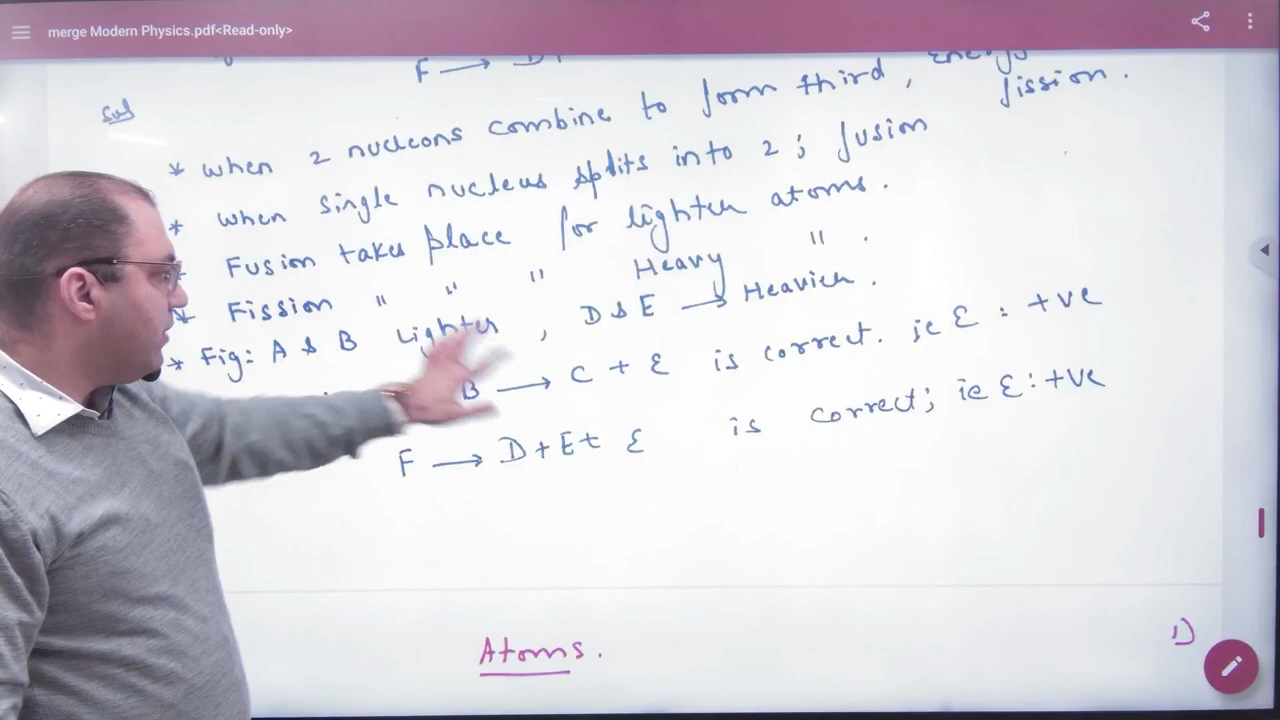 merge Modern Physics.pdf<Read-only>
F ⟶
Sol
* when 2 nucleons combine to form third, energy
* when single nucleus splits into 2; fusion fission.
* Fusion takes place for lighter atoms.
* Fission " " " Heavy " .
* Fig: A & B Lighter, D & E ⟶ Heavier.
B ⟶ C + ε is correct. ie ε : +ve
F ⟶ D + E + ε is correct; ie ε : +ve
Atoms.
1)